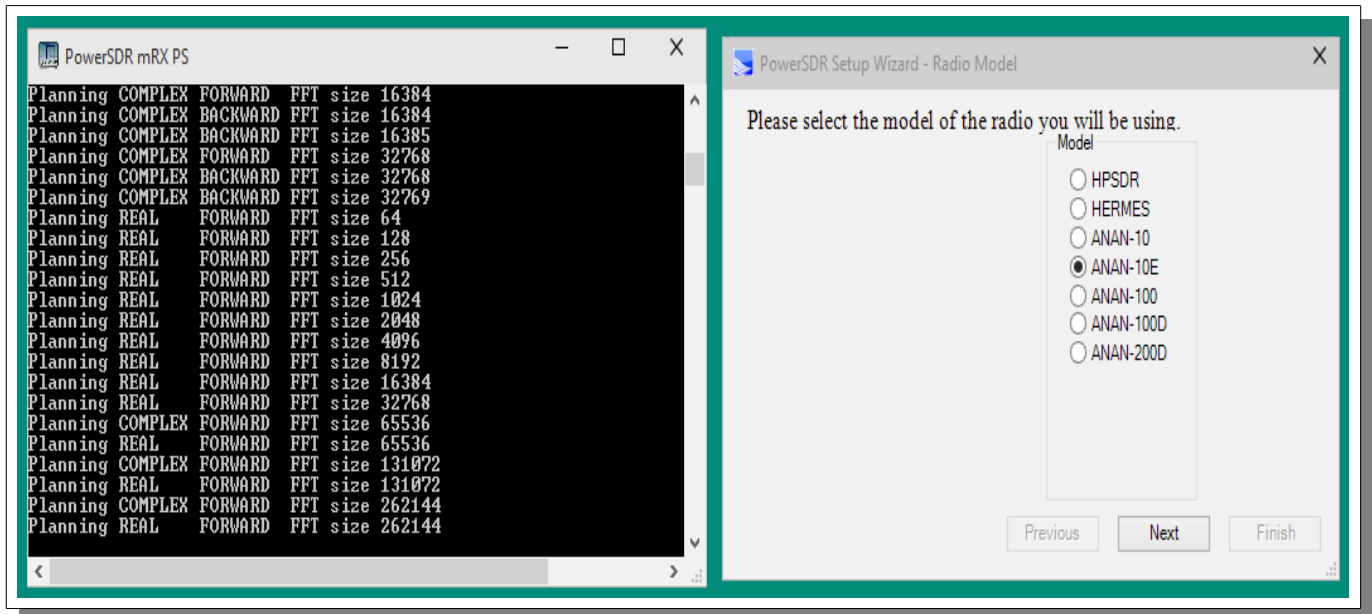 PowerSDR mRX PS
Planning COMPLEX FORWARD FFT size 16384
Planning COMPLEX BACKWARD FFT size 16384
Planning COMPLEX BACKWARD FFT size 16385
Planning COMPLEX FORWARD FFT size 32768
Planning COMPLEX BACKWARD FFT size 32768
Planning COMPLEX BACKWARD FFT size 32769
Planning REAL FORWARD FFT size 64
Planning REAL FORWARD FFT size 128
Planning REAL FORWARD FFT size 256
Planning REAL FORWARD FFT size 512
Planning REAL FORWARD FFT size 1024
Planning REAL FORWARD FFT size 2048
Planning REAL FORWARD FFT size 4096
Planning REAL FORWARD FFT size 8192
Planning REAL FORWARD FFT size 16384
Planning REAL FORWARD FFT size 32768
Planning COMPLEX FORWARD FFT size 65536
Planning REAL FORWARD FFT size 65536
Planning COMPLEX FORWARD FFT size 131072
Planning REAL FORWARD FFT size 131072
Planning COMPLEX FORWARD FFT size 262144
Planning REAL FORWARD FFT size 262144
PowerSDR Setup Wizard - Radio Model
Please select the model of the radio you will be using.
Model
HPSDR
HERMES
ANAN-10
ANAN-10E
ANAN-100
ANAN-100D
ANAN-200D
Previous Next Finish